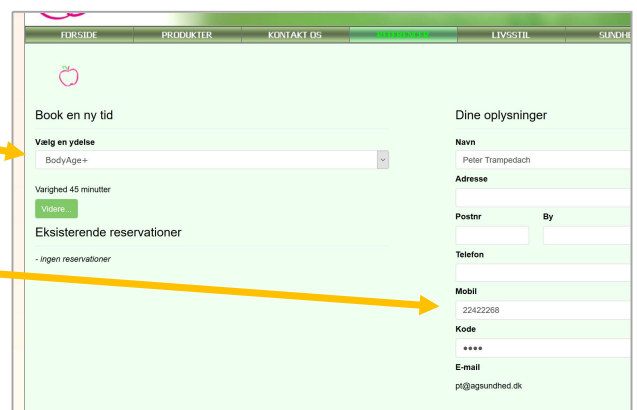 FORSIDE PRODUKTER KONTAKT OS LIVSSTIL SUNDHE
Book en ny tid
Vælg en ydelse
BodyAge+
Varighed 45 minutter
Videre...
Eksisterende reservationer
- ingen reservationer
Dine oplysninger
Navn
Peter Trampedach
Adresse
Postnr By
Telefon
Mobil
22422268
Kode
••••
E-mail
pt@agsundhed.dk